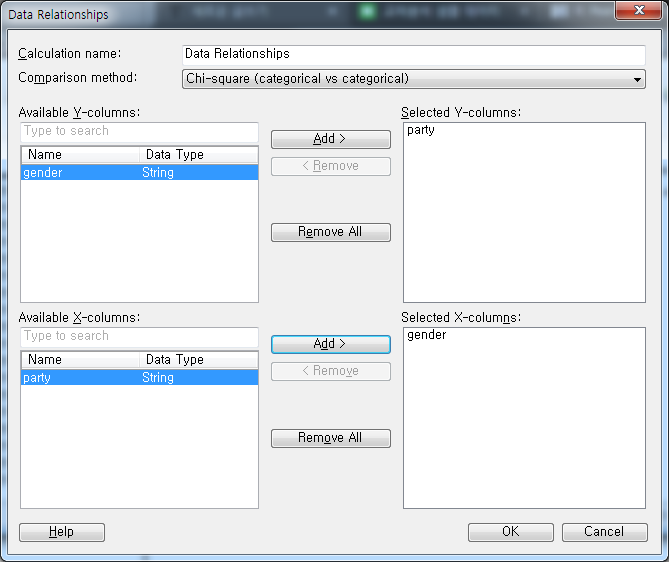 Data Relationships
Calculation name:
Data Relationships
Comparison method:
Chi-square (categorical vs categorical)
Available Y-columns:
Type to search
Name Data Type
gender String
Add >
< Remove
Remove All
Selected Y-columns:
party
Available X-columns:
Type to search
Name Data Type
party String
Add >
< Remove
Remove All
Selected X-columns:
gender
Help
OK
Cancel